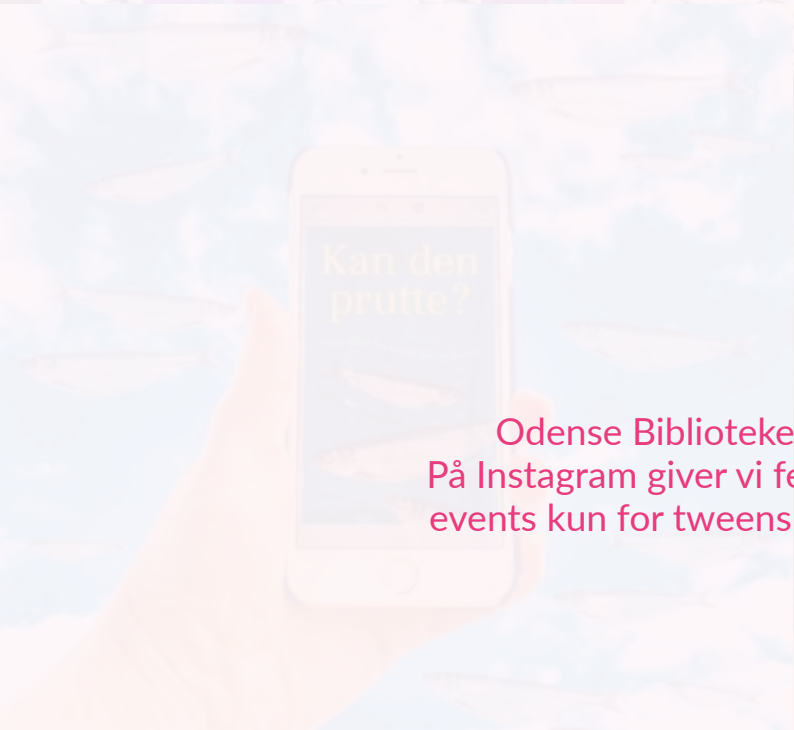 Kan den
prutte?
Odense Biblioteke
På Instagram giver vi fe
events kun for tweens